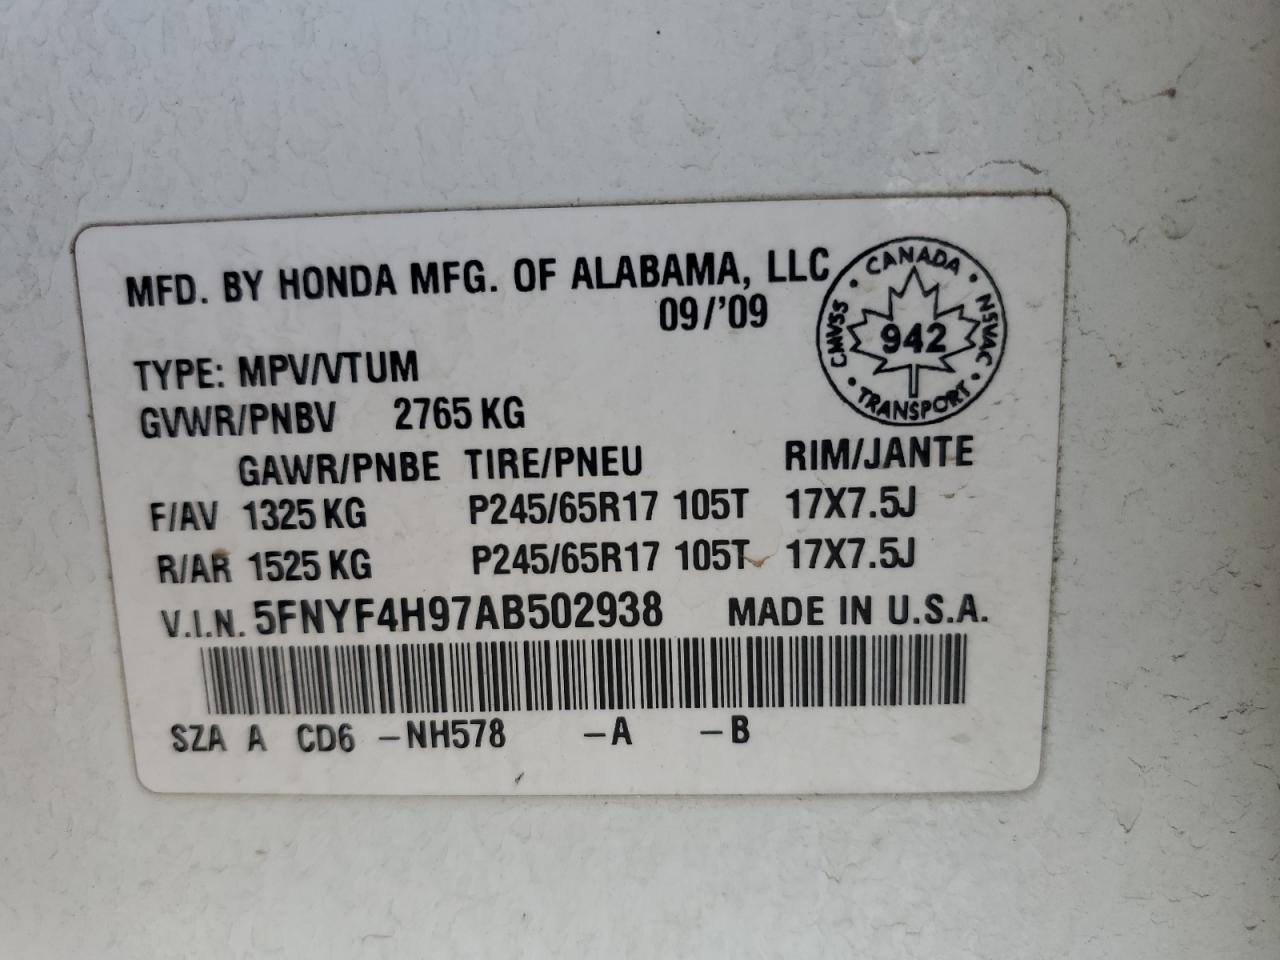 MFD. BY HONDA MFG. OF ALABAMA, LLC
09/'09
CANADA · NSVAC · TRANSPORT · CMVSS ·
942
TYPE: MPV/VTUM
GVWR/PNBV 2765 KG
GAWR/PNBE TIRE/PNEU RIM/JANTE
F/AV 1325 KG P245/65R17 105T 17X7.5J
R/AR 1525 KG P245/65R17 105T 17X7.5J
V.I.N. 5FNYF4H97AB502938 MADE IN U.S.A.
SZA A CD6 -NH578 -A -B